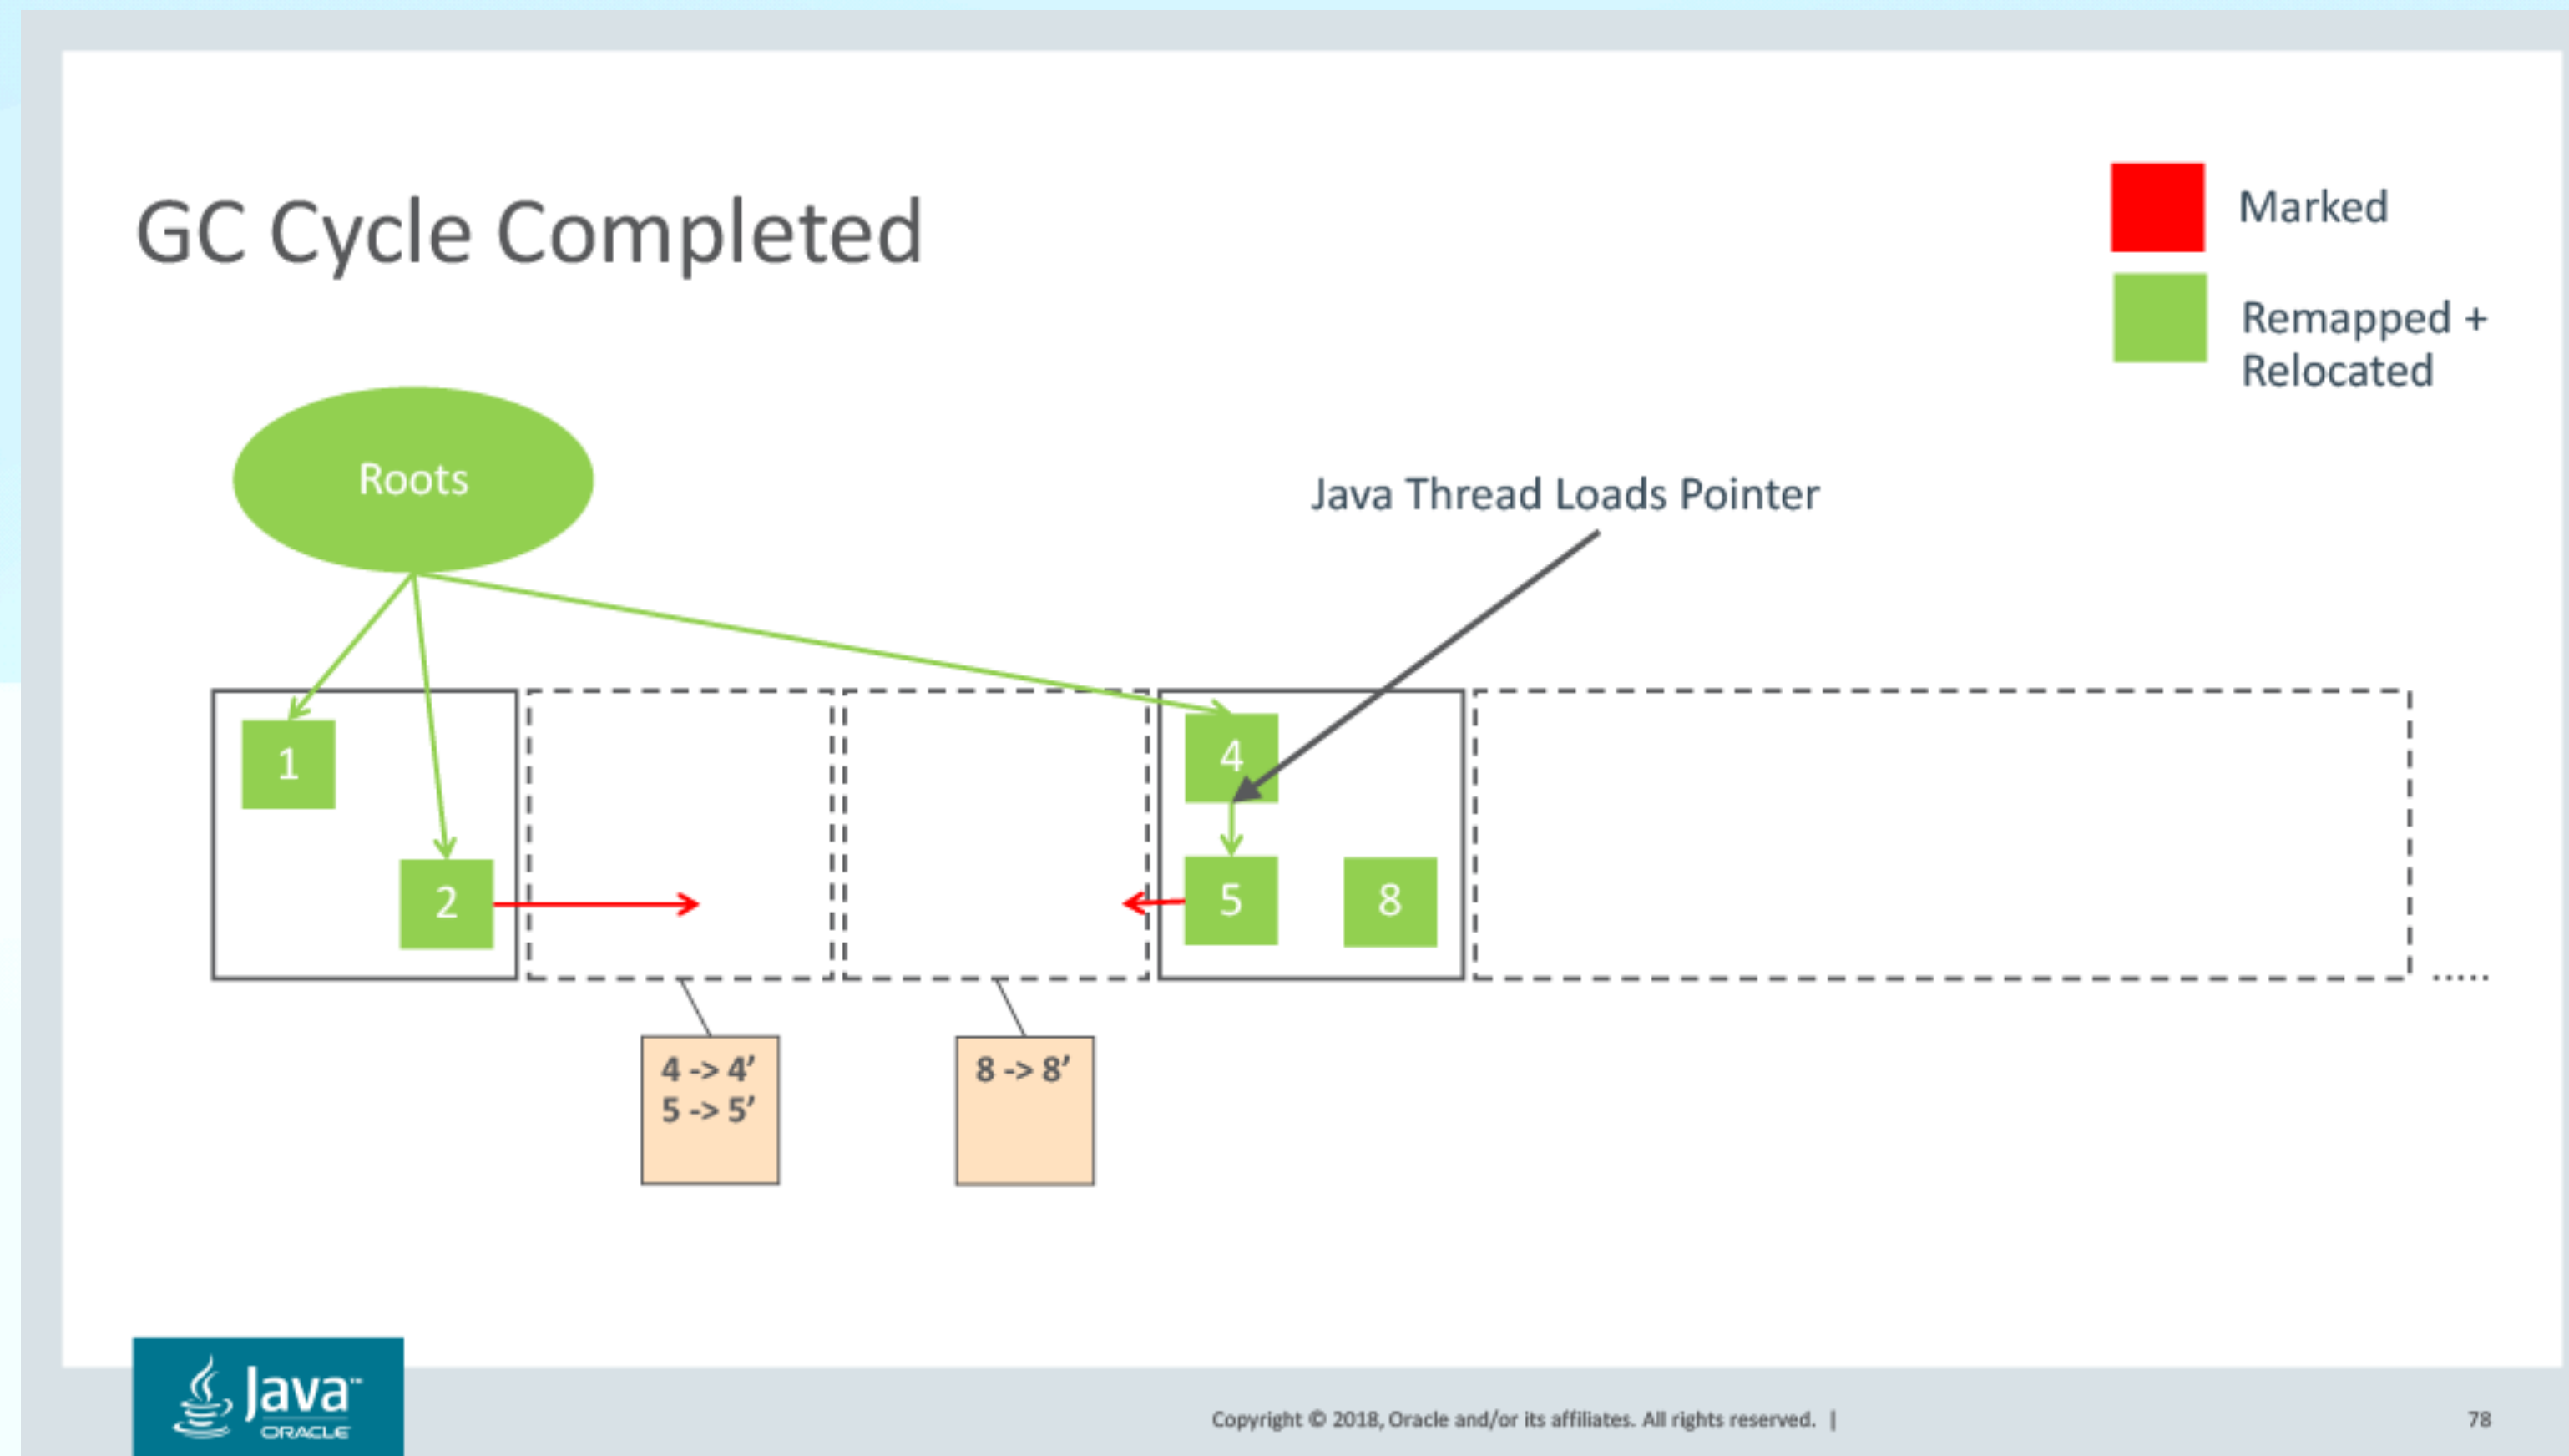 GC Cycle Completed
Marked
Remapped +
Relocated
Roots
Java Thread Loads Pointer
1
4
2
5
8
4 -> 4’
5 -> 5’
8 -> 8’
.....
Java™
ORACLE
Copyright © 2018, Oracle and/or its affiliates. All rights reserved. |
78